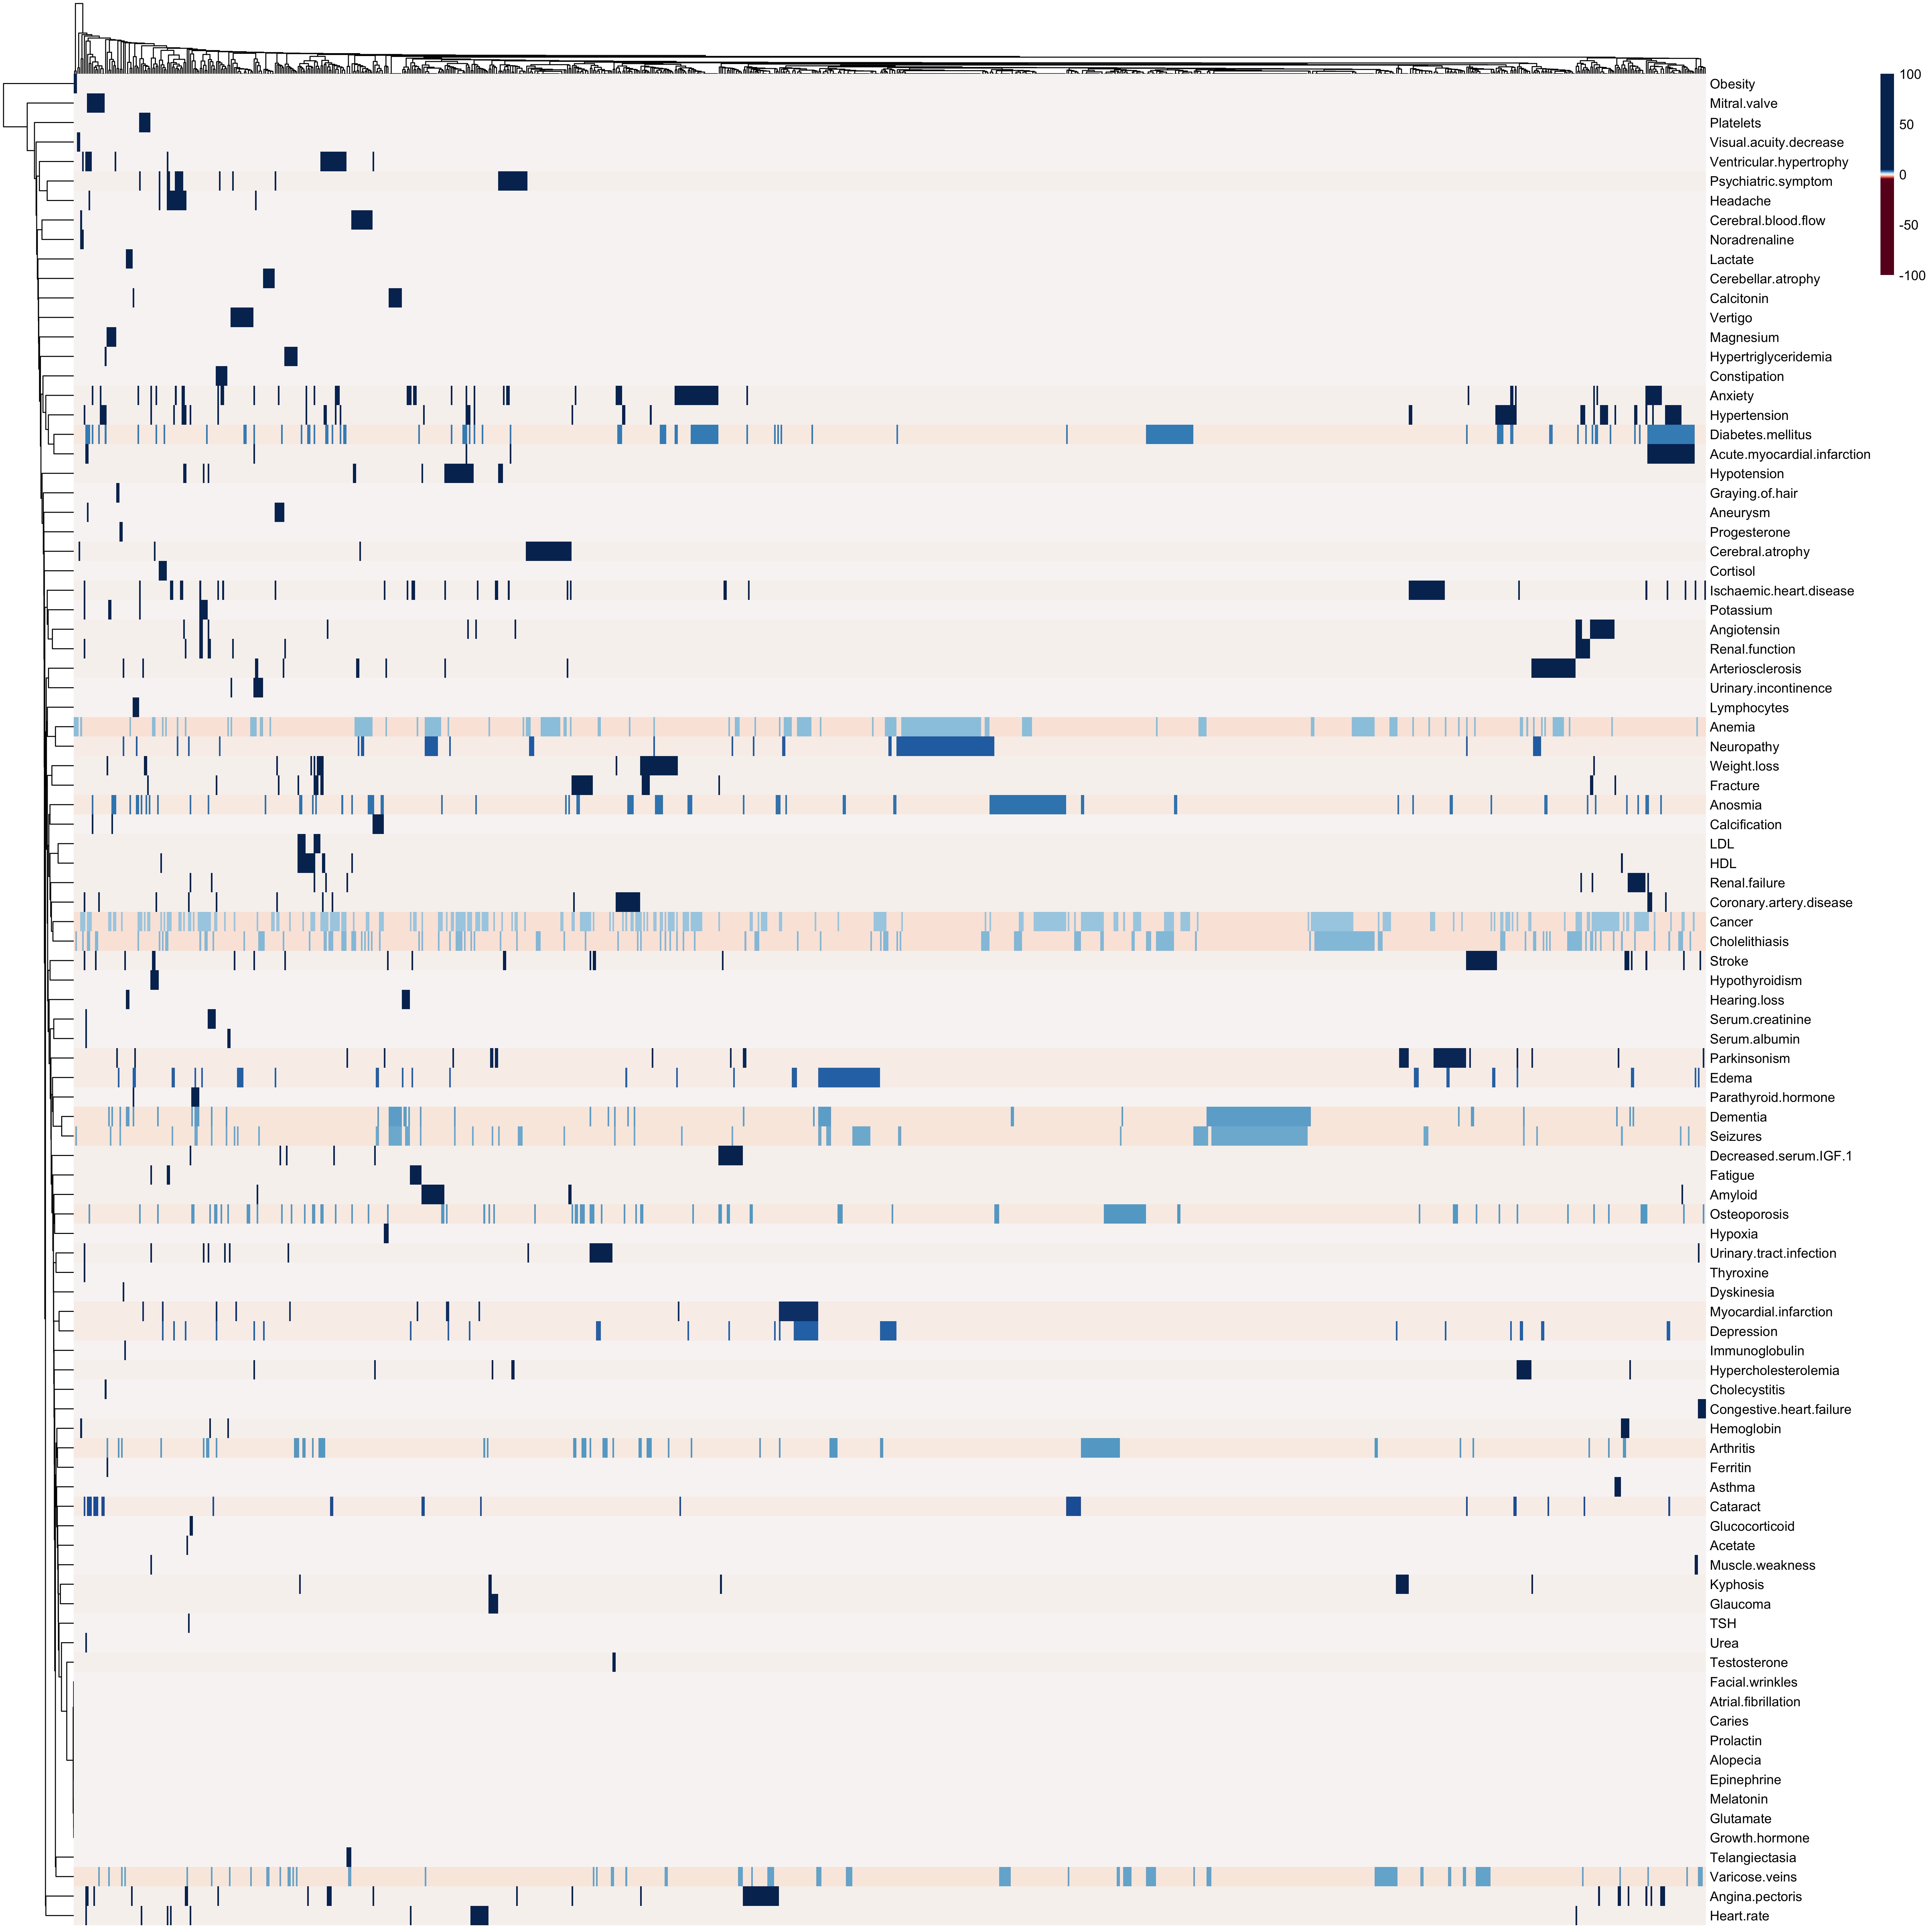 Obesity
100
Mitral.valve
Platelets
50
Visual.acuity.decrease
Ventricular.hypertrophy
0
Psychiatric.symptom
Headache
Cerebral.blood.flow
-50
Noradrenaline
Lactate
-100
Cerebellar.atrophy
Calcitonin
Vertigo
Magnesium
Hypertriglyceridemia
Constipation
Anxiety
Hypertension
Diabetes.mellitus
Acute.myocardial.infarction
Hypotension
Graying.of.hair
Aneurysm
Progesterone
Cerebral.atrophy
Cortisol
Ischaemic.heart.disease
Potassium
Angiotensin
Renal.function
Arteriosclerosis
Urinary.incontinence
Lymphocytes
Anemia
Neuropathy
Weight.loss
Fracture
Anosmia
Calcification
LDL
HDL
Renal.failure
Coronary.artery.disease
Cancer
Cholelithiasis
Stroke
Hypothyroidism
Hearing.loss
Serum.creatinine
Serum.albumin
Parkinsonism
Edema
Parathyroid.hormone
Dementia
Seizures
Decreased.serum.IGF.1
Fatigue
Amyloid
Osteoporosis
Hypoxia
Urinary.tract.infection
Thyroxine
Dyskinesia
Myocardial.infarction
Depression
Immunoglobulin
Hypercholesterolemia
Cholecystitis
Congestive.heart.failure
Hemoglobin
Arthritis
Ferritin
Asthma
Cataract
Glucocorticoid
Acetate
Muscle.weakness
Kyphosis
Glaucoma
TSH
Urea
Testosterone
Facial.wrinkles
Atrial.fibrillation
Caries
Prolactin
Alopecia
Epinephrine
Melatonin
Glutamate
Growth.hormone
Telangiectasia
Varicose.veins
Angina.pectoris
Heart.rate